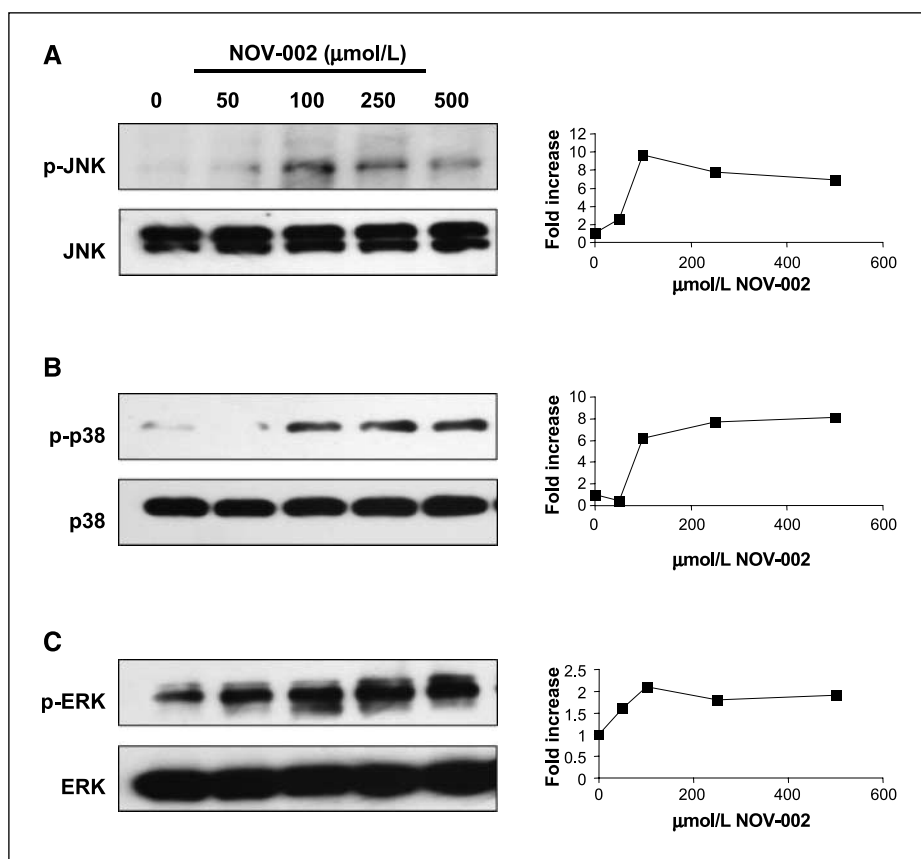 A
NOV-002 (μmol/L)
0 50 100 250 500
p-JNK
JNK
Fold increase
12
10
8
6
4
2
0
0 200 400 600
μmol/L NOV-002
B
p-p38
p38
Fold increase
10
8
6
4
2
0
0 200 400 600
μmol/L NOV-002
C
p-ERK
ERK
Fold increase
2.5
2
1.5
1
0.5
0
0 200 400 600
μmol/L NOV-002